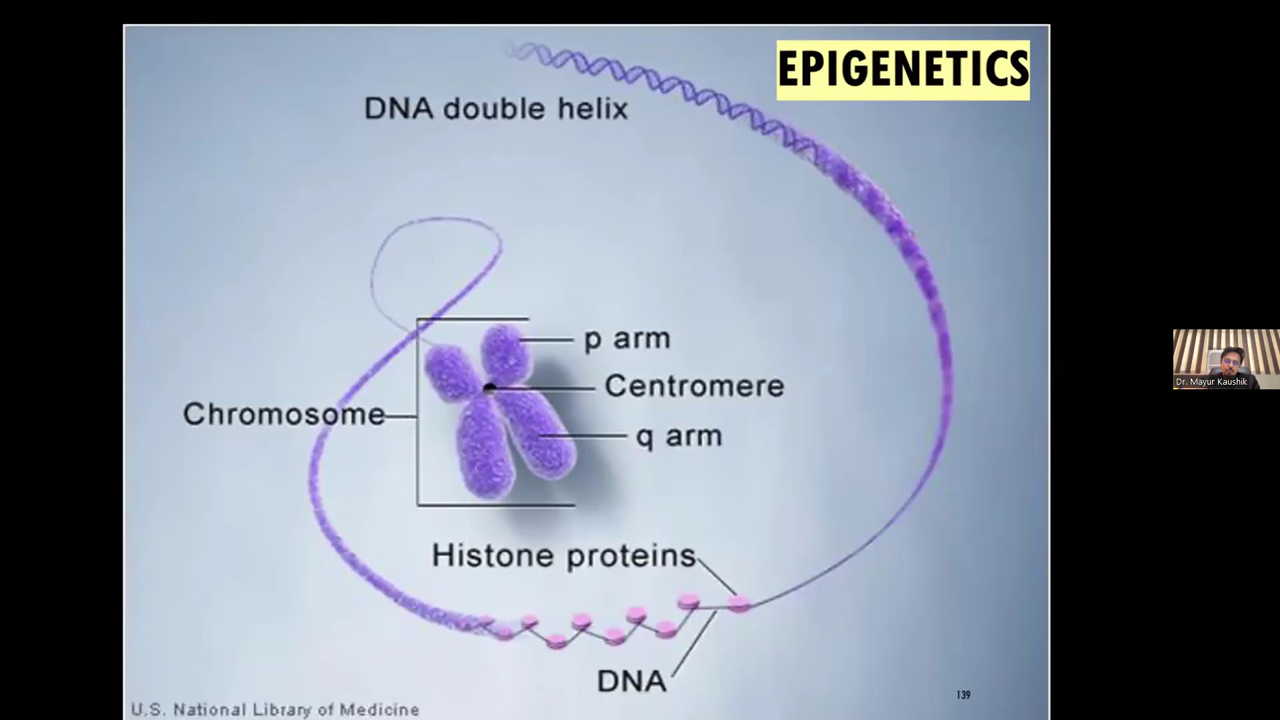 EPIGENETICS
DNA double helix
p arm
Centromere
Chromosome
q arm
Histone proteins
DNA
139
U.S. National Library of Medicine
Dr. Mayur Kaushik